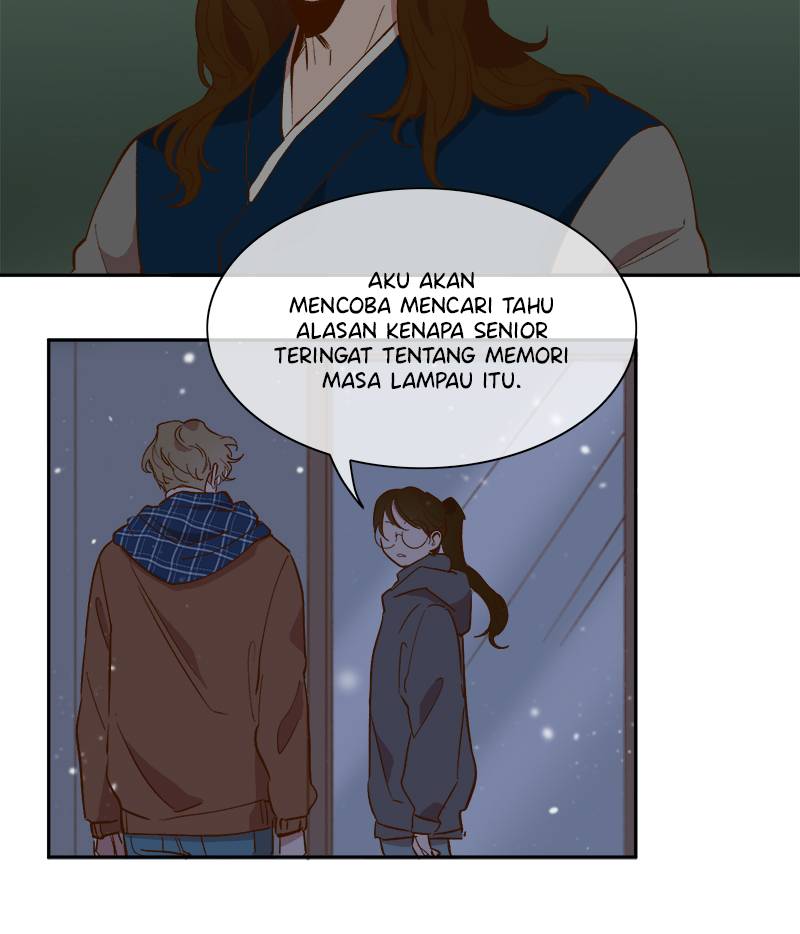 AKU AKAN
MENCOBA MENCARI TAHU
ALASAN KENAPA SENIOR
TERINGAT TENTANG MEMORI
MASA LAMPAU ITU.